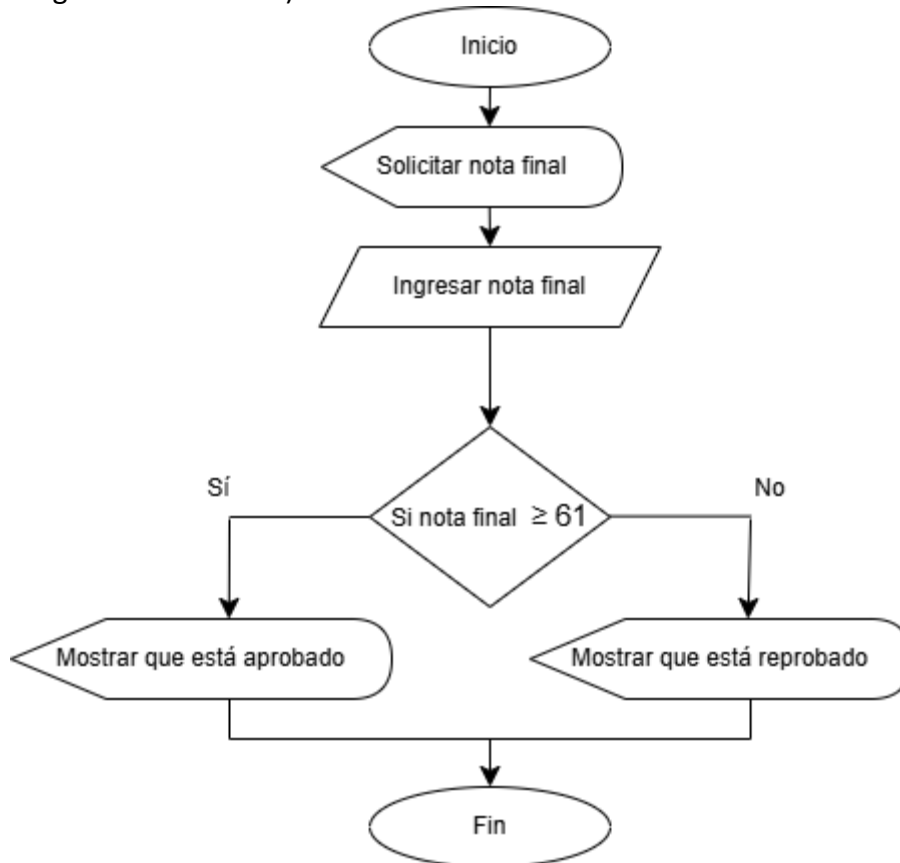 Inicio
Solicitar nota final
Ingresar nota final
Sí
No
Si nota final ≥ 61
Mostrar que está aprobado
Mostrar que está reprobado
Fin